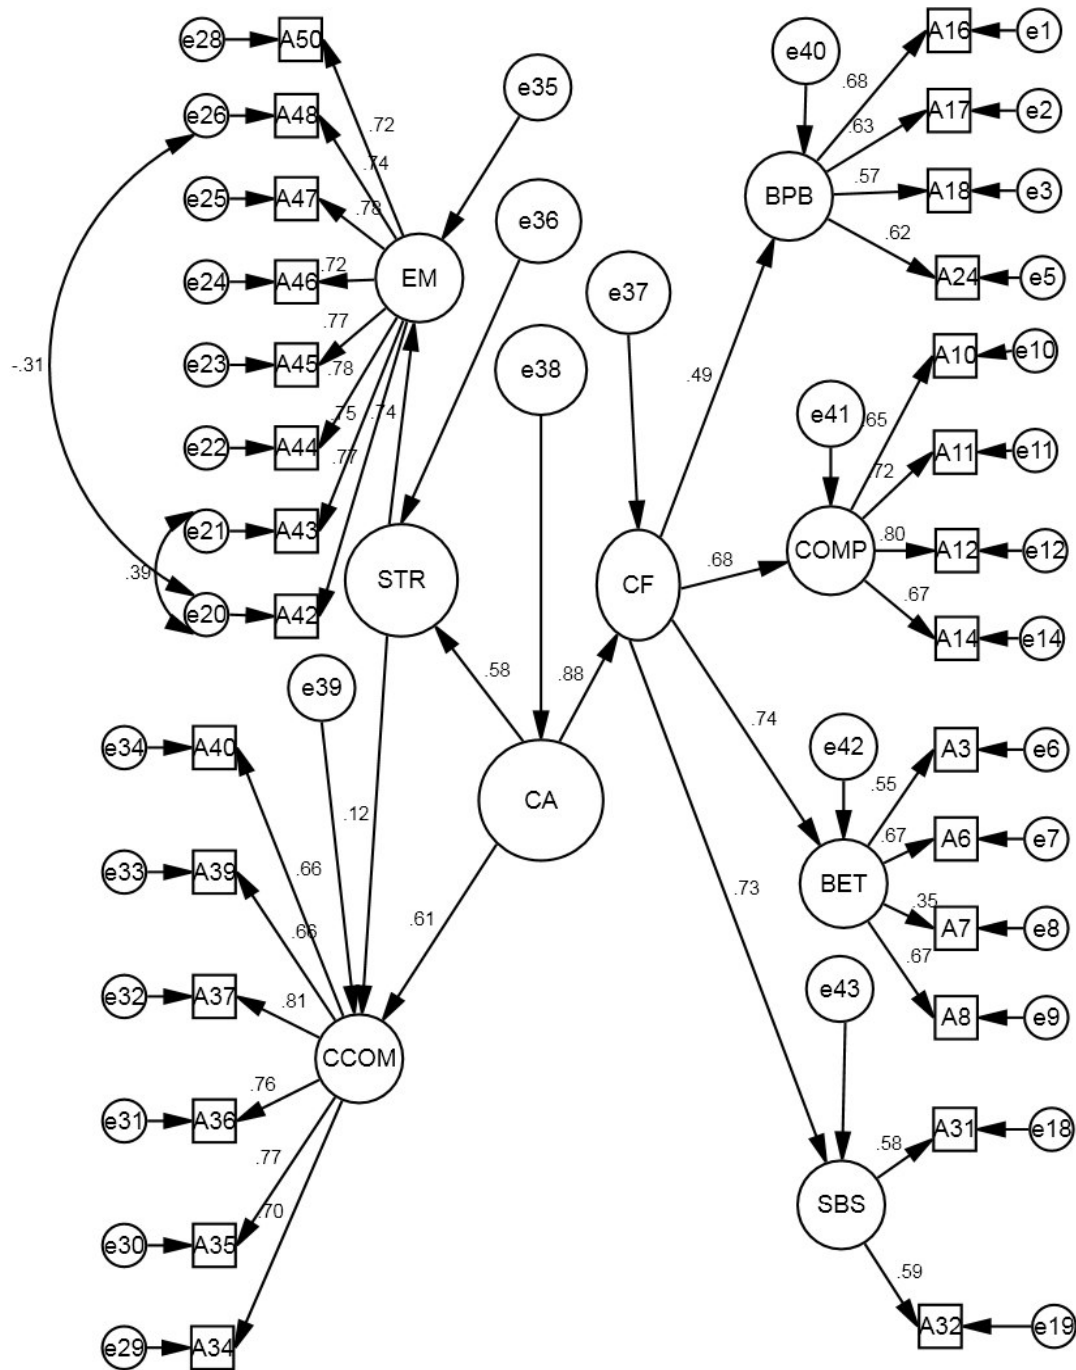 e28 A50
e26 A48
e25 A47
e24 A46
e23 A45
e22 A44
e21 A43
e20 A42
.72
.74
.78
.72
.77
.78
.75
.77
.74
-.31
.39
EM
e35
e36
e38
e37
STR
CF
CA
.58
.88
.12
.61
e39
CCOM
e34 A40
e33 A39
e32 A37
e31 A36
e30 A35
e29 A34
.66
.66
.81
.76
.77
.70
.49
.68
.74
.73
e40
BPB
.68
.63
.57
.62
A16 e1
A17 e2
A18 e3
A24 e5
e41
COMP
.65
.72
.80
.67
A10 e10
A11 e11
A12 e12
A14 e14
e42
BET
.55
.67
.35
.67
A3 e6
A6 e7
A7 e8
A8 e9
e43
SBS
.58
.59
A31 e18
A32 e19